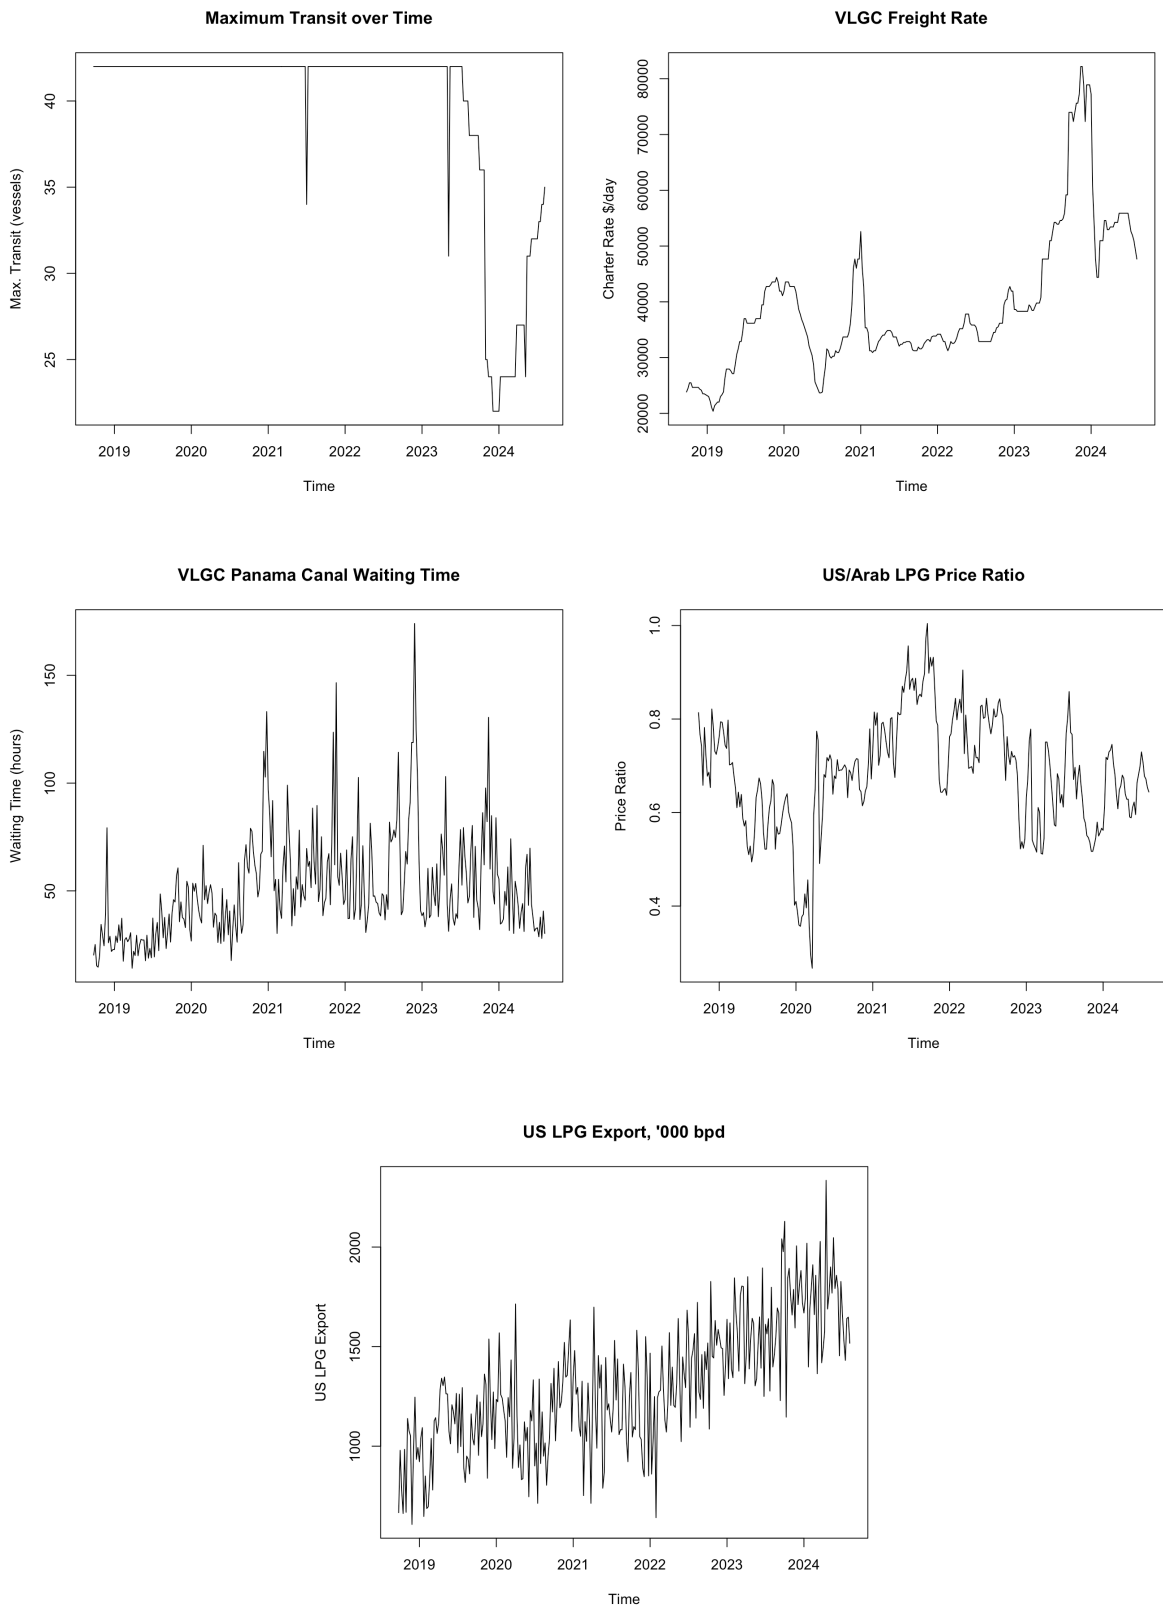 Maximum Transit over Time
Max. Transit (vessels)
40
35
30
25
2019 2020 2021 2022 2023 2024
Time
VLGC Freight Rate
Charter Rate $/day
80000
70000
60000
50000
40000
30000
20000
2019 2020 2021 2022 2023 2024
Time
VLGC Panama Canal Waiting Time
Waiting Time (hours)
150
100
50
2019 2020 2021 2022 2023 2024
Time
US/Arab LPG Price Ratio
Price Ratio
1.0
0.8
0.6
0.4
2019 2020 2021 2022 2023 2024
Time
US LPG Export, '000 bpd
US LPG Export
2000
1500
1000
2019 2020 2021 2022 2023 2024
Time